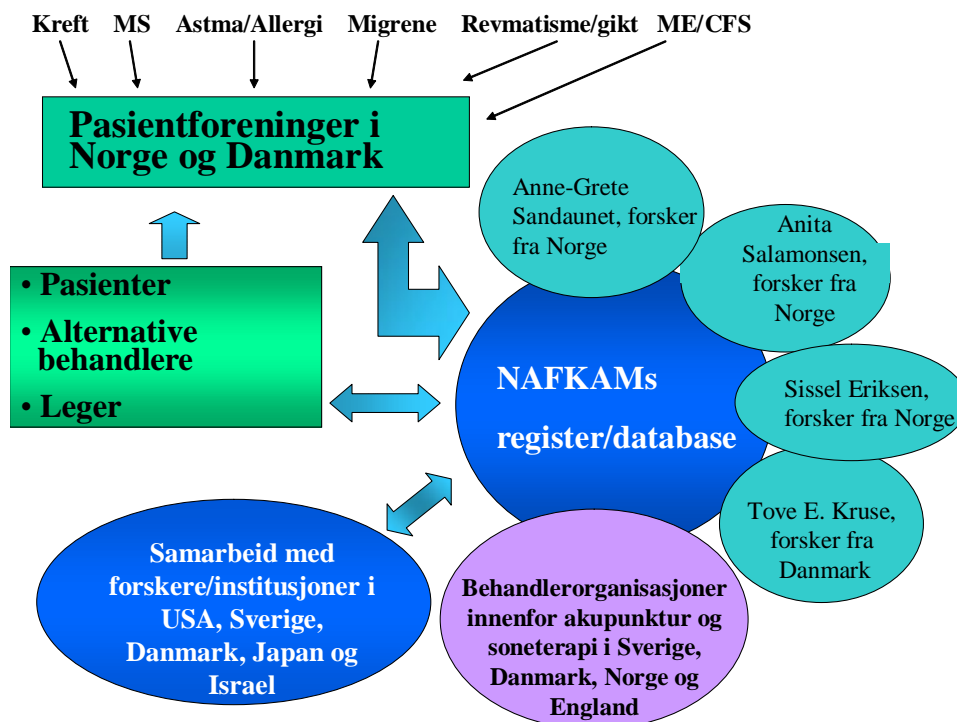 Kreft MS Astma/Allergi Migrene Revmatisme/gikt ME/CFS
Pasientforeninger i
Norge og Danmark
Anne-Grete
Sandaunet, forsker
fra Norge
Anita
Salamonsen,
forsker fra
Norge
• Pasienter
• Alternative
behandlere
• Leger
NAFKAMs
register/database
Sissel Eriksen,
forsker fra Norge
Tove E. Kruse,
forsker fra
Danmark
Samarbeid med
forskere/institusjoner i
USA, Sverige,
Danmark, Japan og
Israel
Behandlerorganisasjoner
innenfor akupunktur og
soneterapi i Sverige,
Danmark, Norge og
England